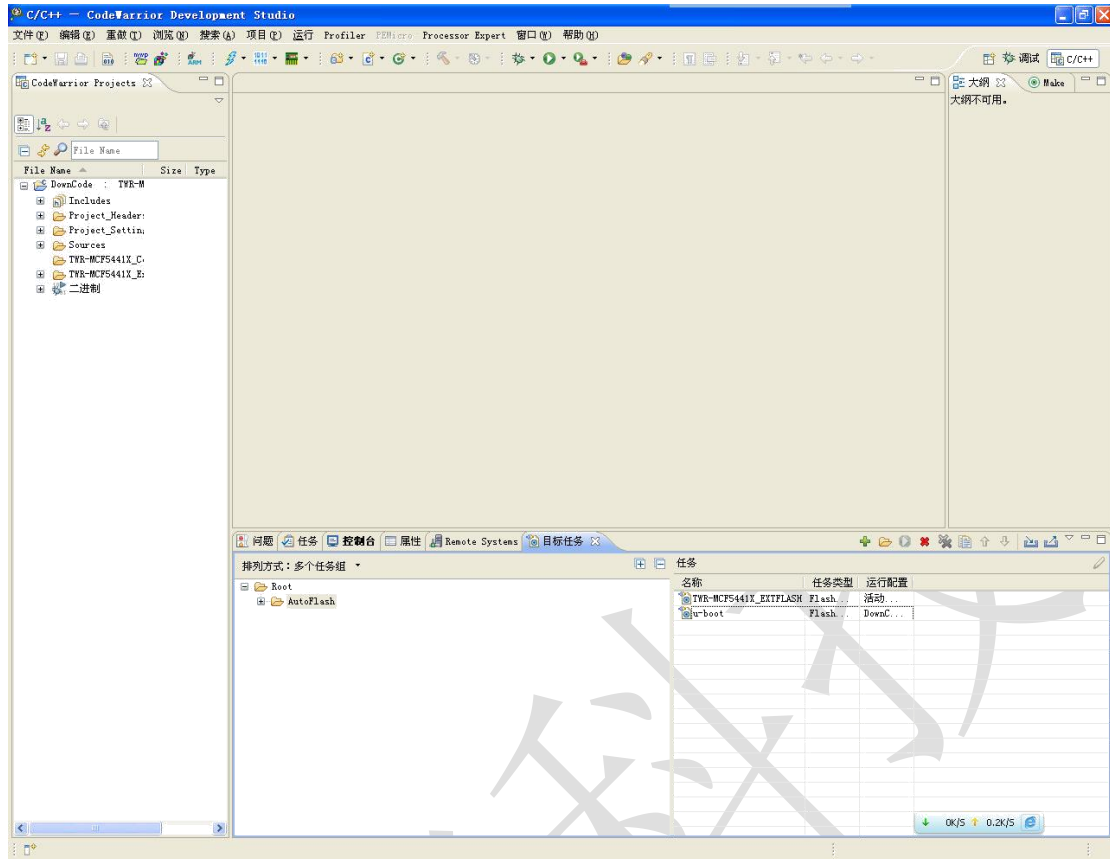 C/C++ - CodeWarrior Development Studio
文件(F) 编辑(E) 重做(T) 浏览(N) 搜索(A) 项目(P) 运行 Profiler PEMicro Processor Expert 窗口(W) 帮助(H)
调试 C/C++
CodeWarrior Projects
大纲 Make
大纲不可用。
File Name
File Name Size Type
DownCode : TWR-M
Includes
Project_Header:
Project_Settin
Sources
TWR-MCF5441X_C
TWR-MCF5441X_E
二进制
问题 任务 控制台 属性 Remote Systems 目标任务
排列方式：多个任务组
任务
Root
AutoFlash
名称 任务类型 运行配置
TWR-MCF5441X_EXTFLASH Flash... 活动...
u-boot Flash... DownC...
0K/S 0.2K/S